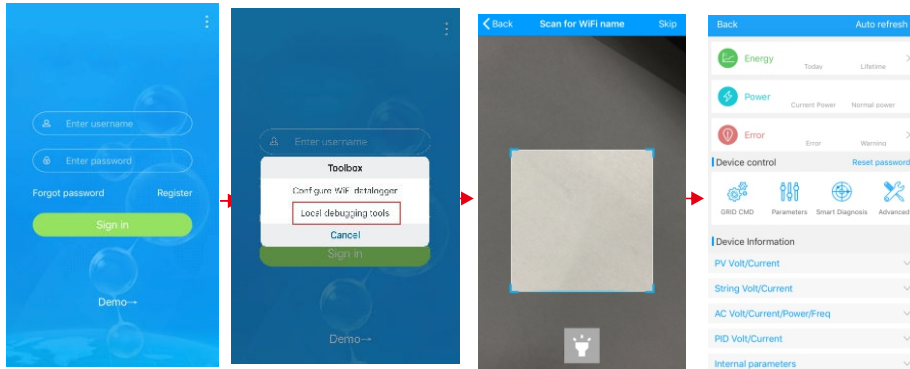 Enter username
Enter password
Forgot password Register
Sign in
Demo→
Enter username
Toolbox
Configure WiFi datalogger
Local debugging tools
Cancel
Sign in
Demo→
Back Scan for WiFi name Skip
Back Auto refresh
Energy
Today Lifetime
Power
Current Power Normal power
Error
Error Warning
Device control Reset password
GRID CMD Parameters Smart Diagnosis Advanced
Device Information
PV Volt/Current
String Volt/Current
AC Volt/Current/Power/Freq
PID Volt/Current
Internal parameters